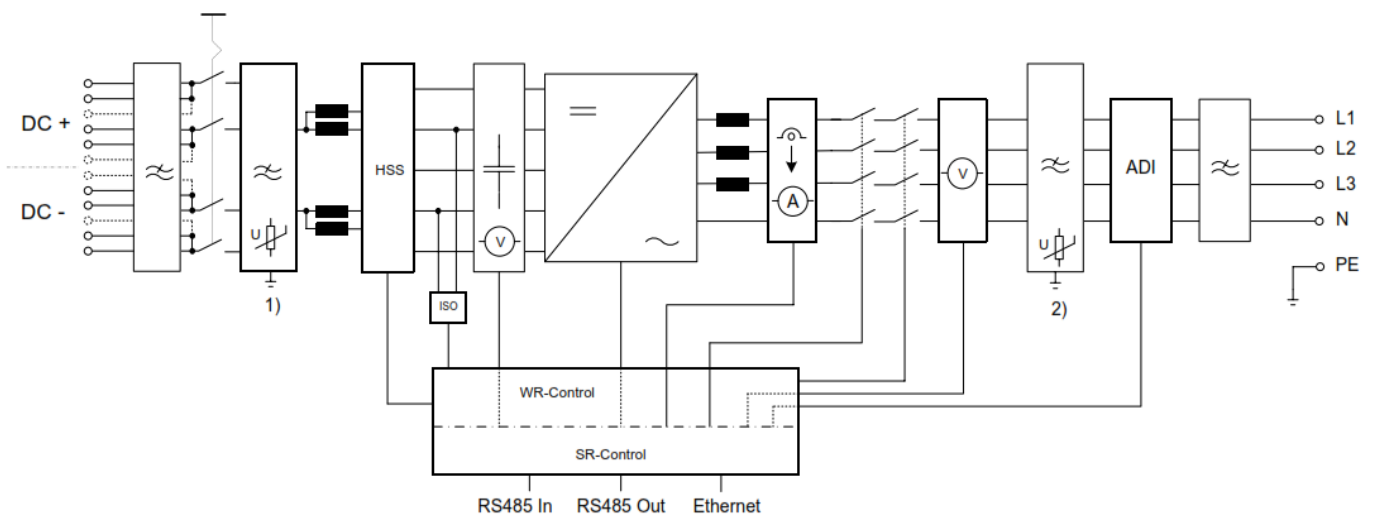 DC +
DC -
U
1)
HSS
ISO
V
A
V
U
2)
ADI
L1
L2
L3
N
PE
WR-Control
SR-Control
RS485 In
RS485 Out
Ethernet